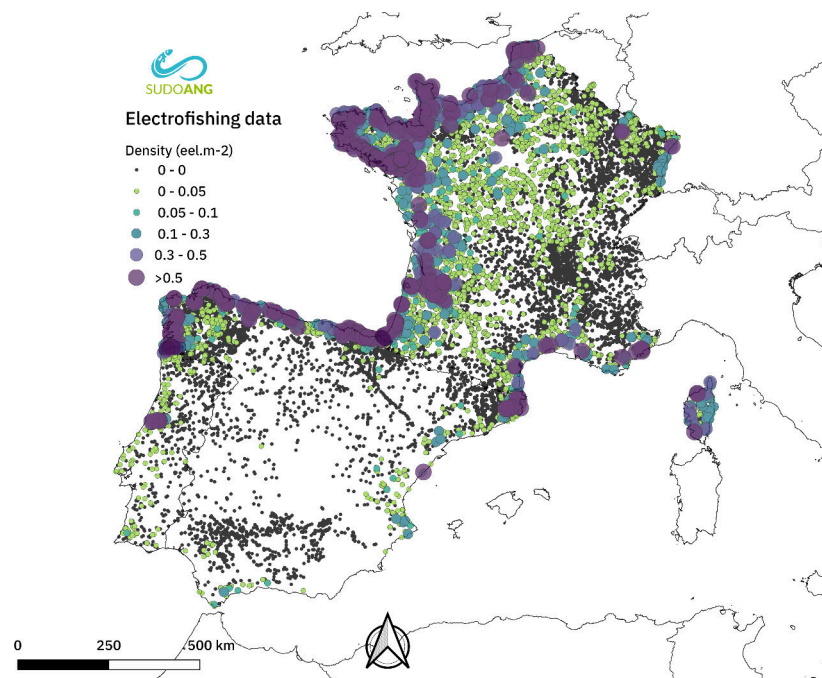 SUDOANG
Electrofishing data
Density (eel.m-2)
0 - 0
0 - 0.05
0.05 - 0.1
0.1 - 0.3
0.3 - 0.5
>0.5
0 250 500 km